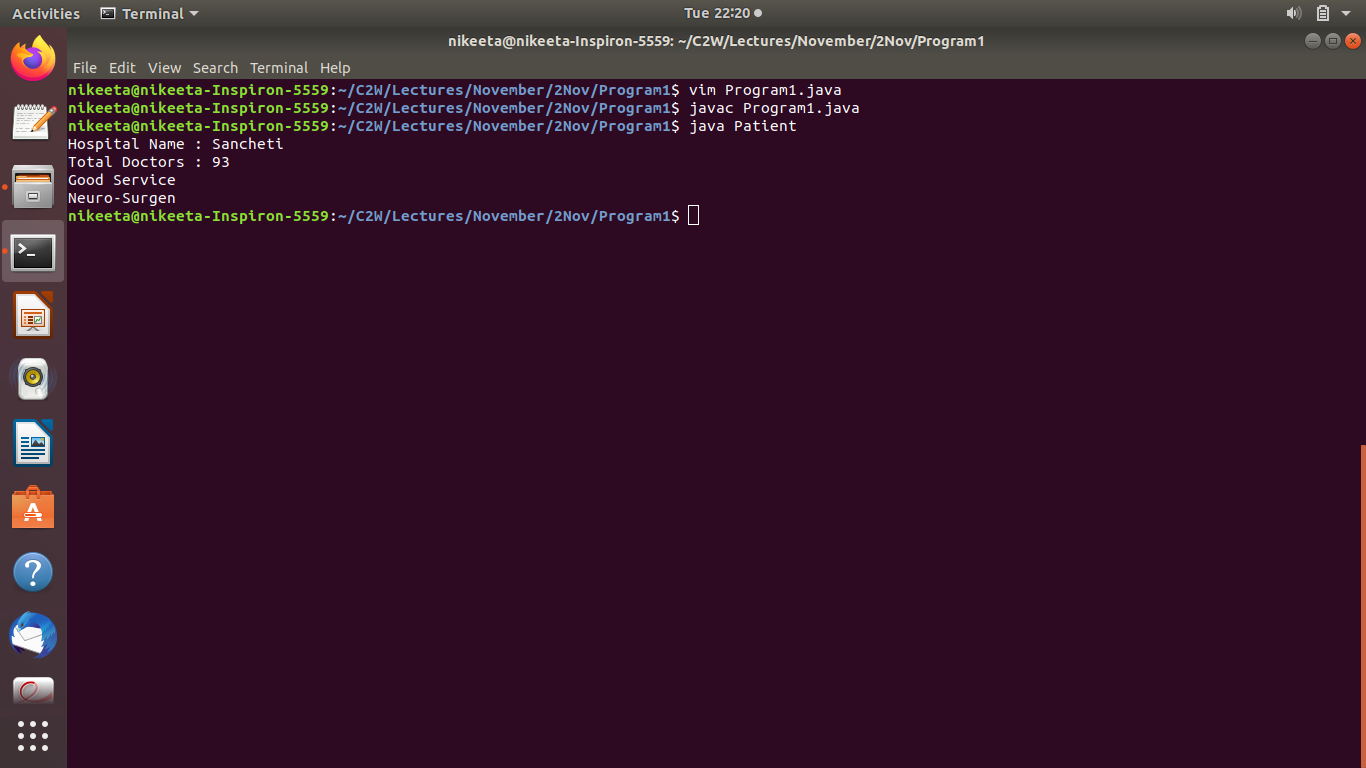 Activities Terminal Tue 22:20
nikeeta@nikeeta-Inspiron-5559: ~/C2W/Lectures/November/2Nov/Program1
File Edit View Search Terminal Help
nikeeta@nikeeta-Inspiron-5559:~/C2W/Lectures/November/2Nov/Program1$ vim Program1.java
nikeeta@nikeeta-Inspiron-5559:~/C2W/Lectures/November/2Nov/Program1$ javac Program1.java
nikeeta@nikeeta-Inspiron-5559:~/C2W/Lectures/November/2Nov/Program1$ java Patient
Hospital Name : Sancheti
Total Doctors : 93
Good Service
Neuro-Surgen
nikeeta@nikeeta-Inspiron-5559:~/C2W/Lectures/November/2Nov/Program1$